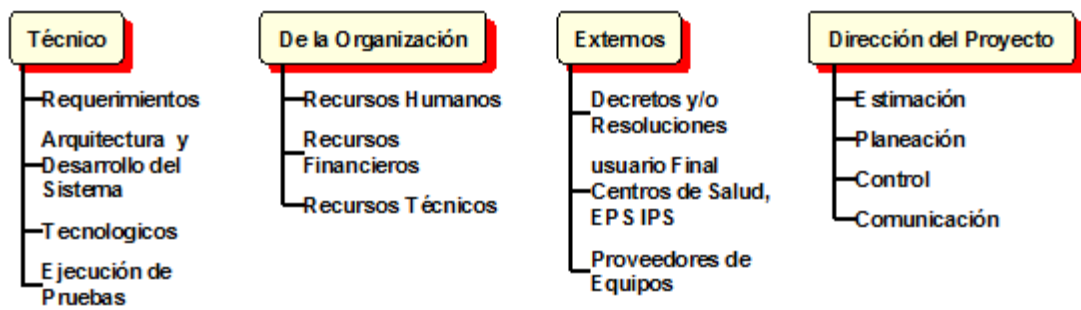 Técnico
Requerimientos
Arquitectura y
Desarrollo del
Sistema
Tecnologicos
Ejecución de
Pruebas
De la Organización
Recursos Humanos
Recursos
Financieros
Recursos Técnicos
Externos
Decretos y/o
Resoluciones
usuario Final
Centros de Salud,
EPS IPS
Proveedores de
Equipos
Dirección del Proyecto
Estimación
Planeación
Control
Comunicación